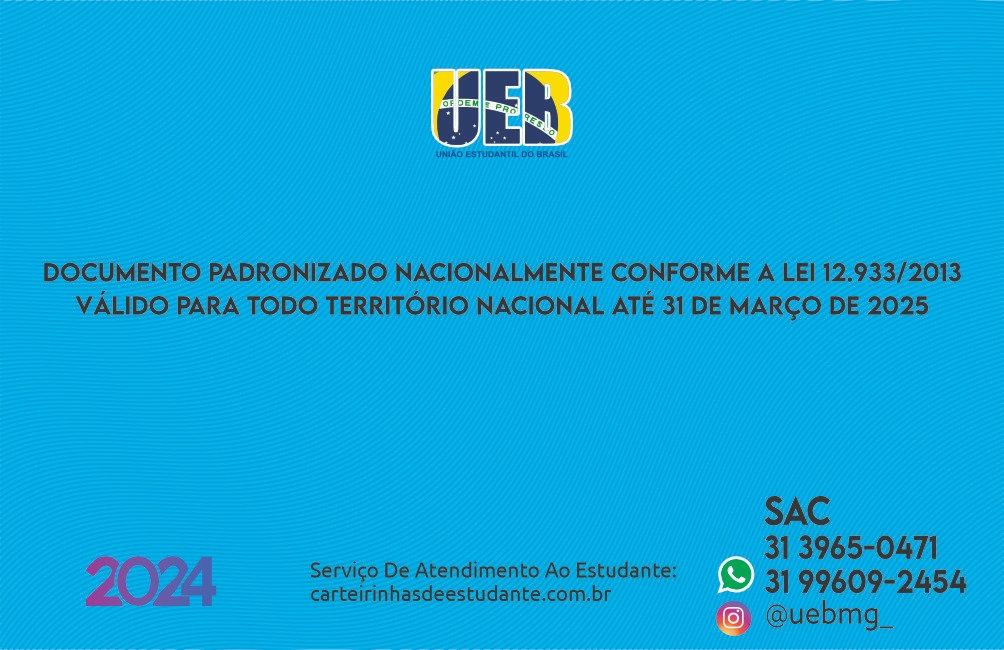 UEB
ORDEM E PROGRESSO
UNIÃO ESTUDANTIL DO BRASIL
DOCUMENTO PADRONIZADO NACIONALMENTE CONFORME A LEI 12.933/2013
VÁLIDO PARA TODO TERRITÓRIO NACIONAL ATÉ 31 DE MARÇO DE 2025
2024
Serviço De Atendimento Ao Estudante:
carteirinhasdeestudante.com.br
SAC
31 3965-0471
31 99609-2454
@uebmg_